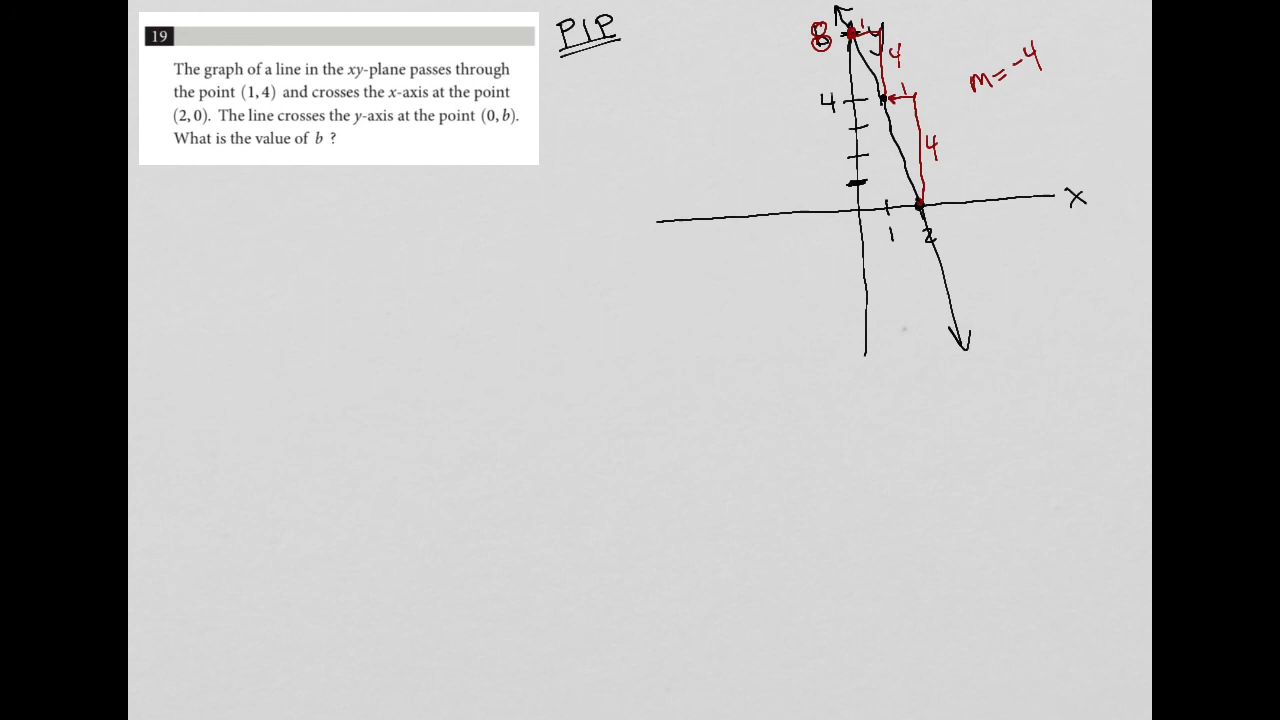 19
The graph of a line in the xy-plane passes through
the point (1, 4) and crosses the x-axis at the point
(2, 0). The line crosses the y-axis at the point (0, b).
What is the value of b ?
PIP
8
1
4
m = -4
4
1
4
x
1
2